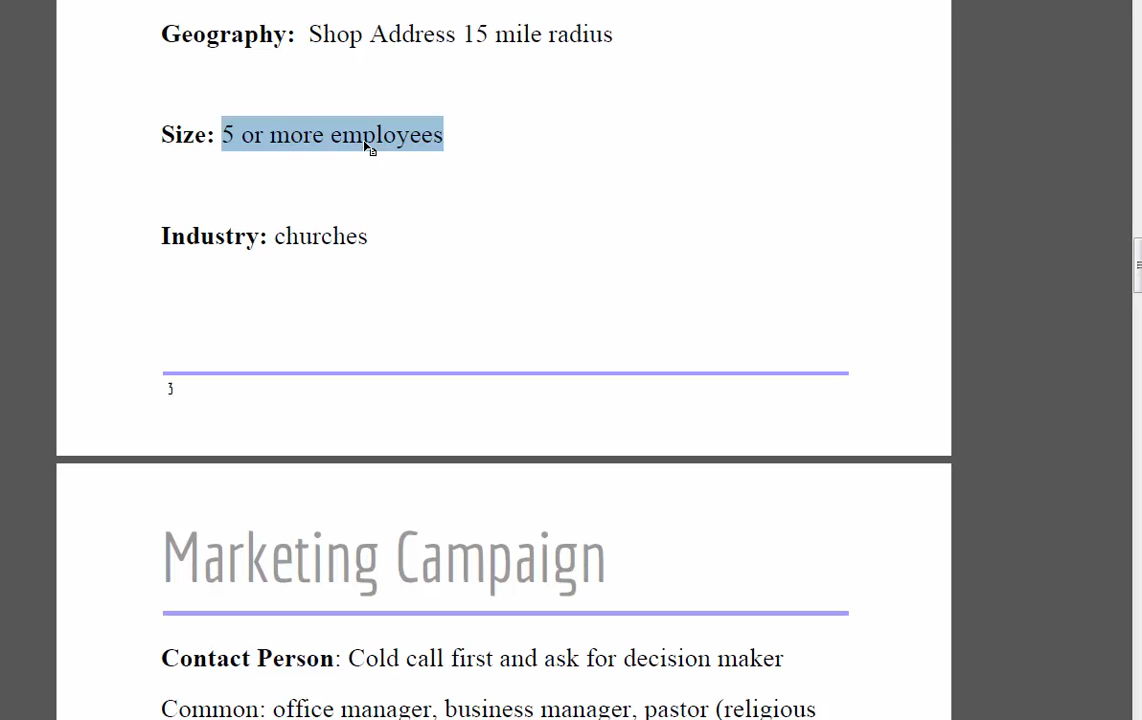 Geography: Shop Address 15 mile radius
Size: 5 or more employees
Industry: churches
3
Marketing Campaign
Contact Person: Cold call first and ask for decision maker
Common: office manager, business manager, pastor (religious